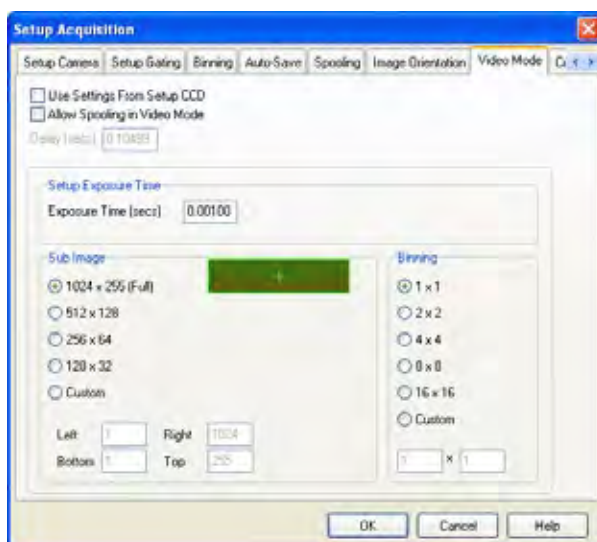 Setup Acquisition
Setup Camera Setup Gating Binning Auto-Save Spooling Image Orientation Video Mode
Use Settings From Setup CCD
Allow Spooling in Video Mode
Delay (secs) 0.10499
Setup Exposure Time
Exposure Time (secs) 0.00100
Sub Image
1024 x 255 (Full)
512 x 128
256 x 64
128 x 32
Custom
Left 1 Right 1024
Bottom 1 Top 255
Binning
1 x 1
2 x 2
4 x 4
8 x 8
16 x 16
Custom
1 x 1
OK Cancel Help